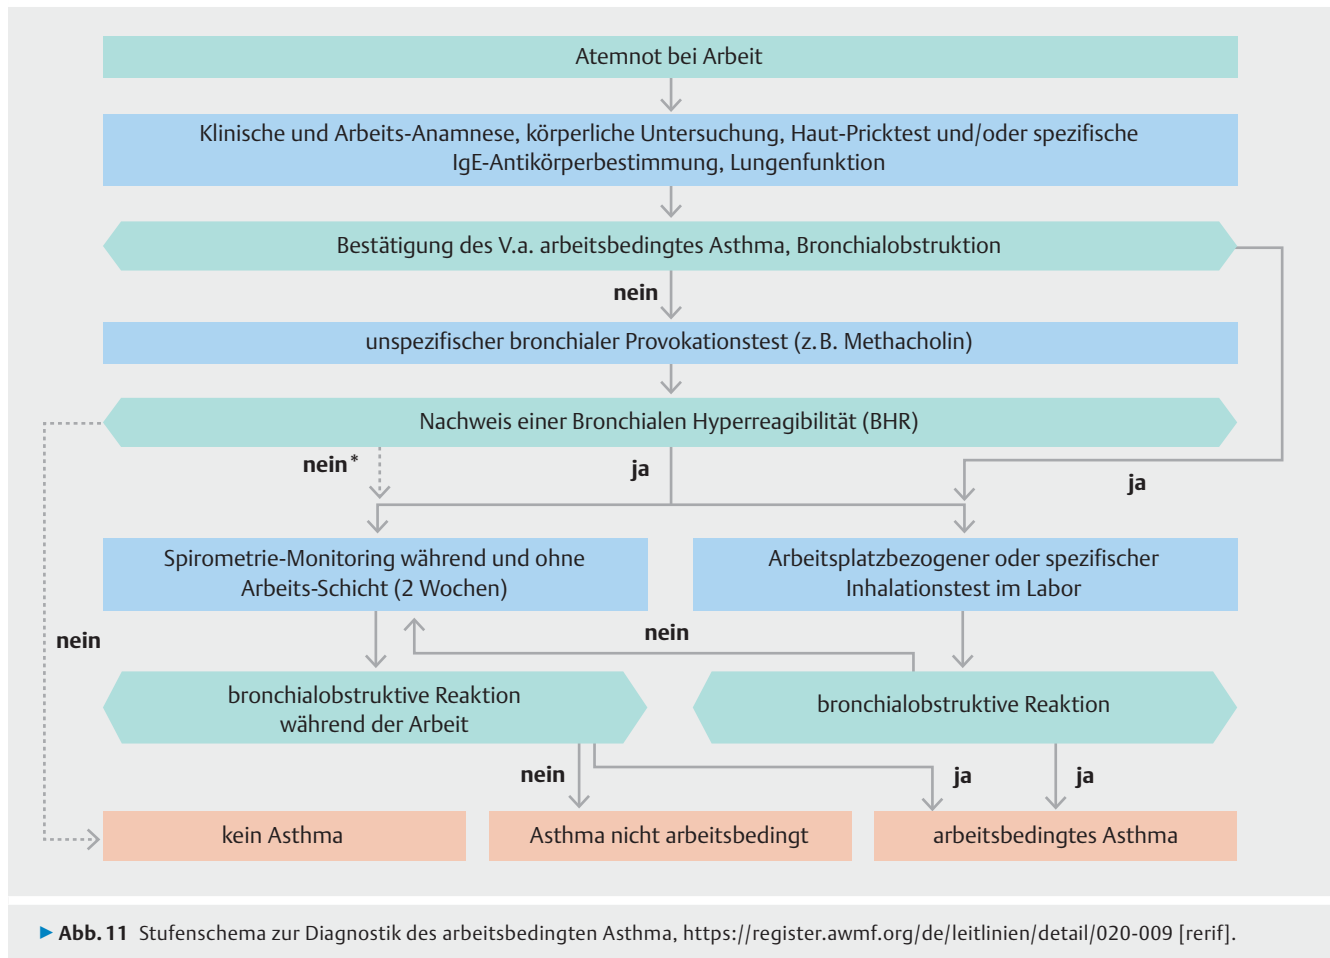 Atemnot bei Arbeit
Klinische und Arbeits-Anamnese, körperliche Untersuchung, Haut-Pricktest und/oder spezifische
IgE-Antikörperbestimmung, Lungenfunktion
Bestätigung des V.a. arbeitsbedingtes Asthma, Bronchialobstruktion
nein
unspezifischer bronchialer Provokationstest (z.B. Methacholin)
Nachweis einer Bronchialen Hyperreagibilität (BHR)
nein*
ja
ja
Spirometrie-Monitoring während und ohne
Arbeits-Schicht (2 Wochen)
Arbeitsplatzbezogener oder spezifischer
Inhalationstest im Labor
nein
nein
bronchialobstruktive Reaktion
während der Arbeit
bronchialobstruktive Reaktion
nein
ja
ja
kein Asthma
Asthma nicht arbeitsbedingt
arbeitsbedingtes Asthma
▶ Abb. 11 Stufenschema zur Diagnostik des arbeitsbedingten Asthma, https://register.awmf.org/de/leitlinien/detail/020-009 [rerif].